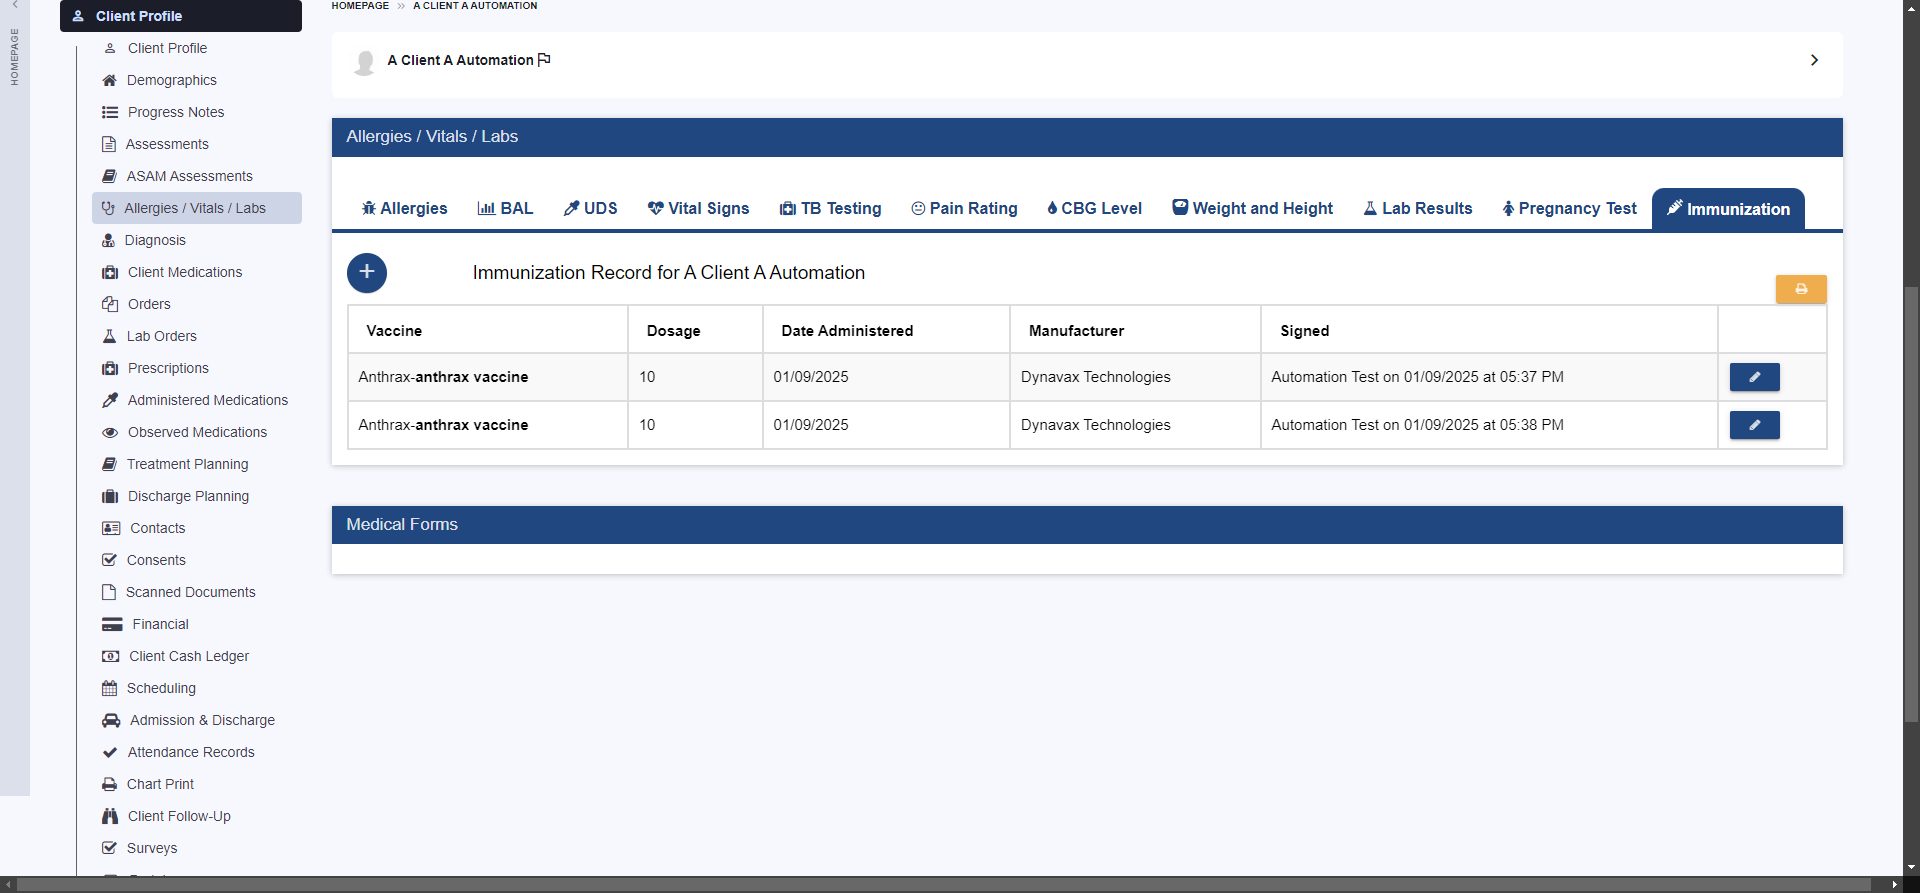 HOMEPAGE
Client Profile
Client Profile
Demographics
Progress Notes
Assessments
ASAM Assessments
Allergies / Vitals / Labs
Diagnosis
Client Medications
Orders
Lab Orders
Prescriptions
Administered Medications
Observed Medications
Treatment Planning
Discharge Planning
Contacts
Consents
Scanned Documents
Financial
Client Cash Ledger
Scheduling
Admission & Discharge
Attendance Records
Chart Print
Client Follow-Up
Surveys
HOMEPAGE » A CLIENT A AUTOMATION
A Client A Automation
Allergies / Vitals / Labs
Allergies BAL UDS Vital Signs TB Testing Pain Rating CBG Level Weight and Height Lab Results Pregnancy Test Immunization
Immunization Record for A Client A Automation
Vaccine Dosage Date Administered Manufacturer Signed
Anthrax-anthrax vaccine 10 01/09/2025 Dynavax Technologies Automation Test on 01/09/2025 at 05:37 PM
Anthrax-anthrax vaccine 10 01/09/2025 Dynavax Technologies Automation Test on 01/09/2025 at 05:38 PM
Medical Forms